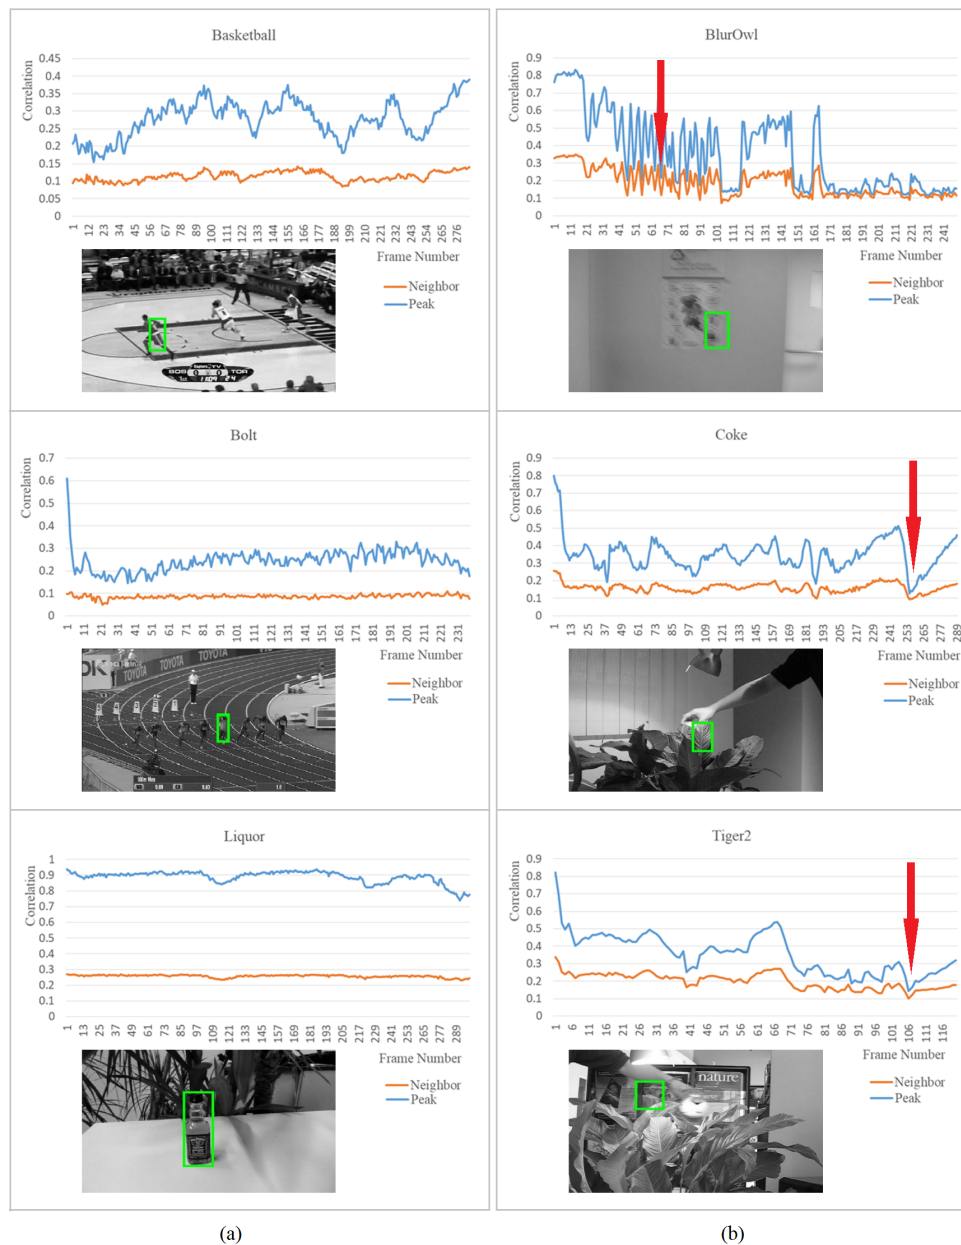 Basketball
Correlation
0.45
0.4
0.35
0.3
0.25
0.2
0.15
0.1
0.05
0
1 12 23 34 45 56 67 78 89 100 111 122 133 144 155 166 177 188 199 210 221 232 243 254 265 276
Frame Number
Neighbor
Peak
TV
BOS 0 0 TOR
1st 11:09 24
BlurOwl
Correlation
0.9
0.8
0.7
0.6
0.5
0.4
0.3
0.2
0.1
0
1 11 21 31 41 51 61 71 81 91 101 111 121 131 141 151 161 171 181 191 201 211 221 231 241
Frame Number
Neighbor
Peak
Bolt
Correlation
0.7
0.6
0.5
0.4
0.3
0.2
0.1
0
1 11 21 31 41 51 61 71 81 91 101 111 121 131 141 151 161 171 181 191 201 211 221 231
Frame Number
Neighbor
Peak
OK
TOYOTA TOYOTA TOYOTA
100m Men
Coke
Correlation
0.9
0.8
0.7
0.6
0.5
0.4
0.3
0.2
0.1
0
1 13 25 37 49 61 73 85 97 109 121 133 145 157 169 181 193 205 217 229 241 253 265 277 289
Frame Number
Neighbor
Peak
Liquor
Correlation
1
0.9
0.8
0.7
0.6
0.5
0.4
0.3
0.2
0.1
0
1 13 25 37 49 61 73 85 97 109 121 133 145 157 169 181 193 205 217 229 241 253 265 277 289
Frame Number
Neighbor
Peak
Tiger2
Correlation
0.9
0.8
0.7
0.6
0.5
0.4
0.3
0.2
0.1
0
1 6 11 16 21 26 31 36 41 46 51 56 61 66 71 76 81 86 91 96 101 106 111 116
Frame Number
Neighbor
Peak
nature
(a)
(b)